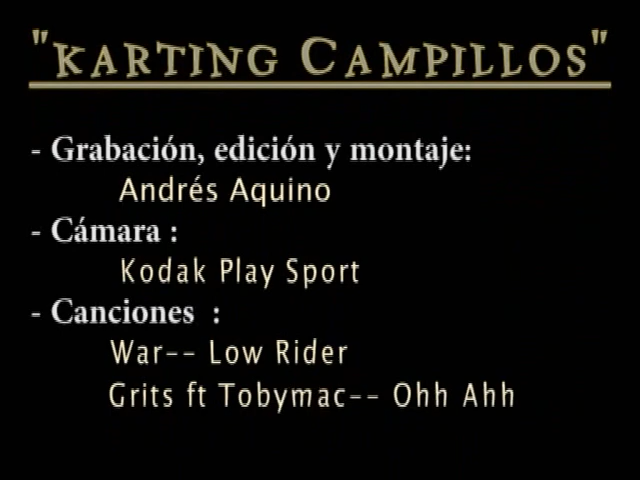 "KARTING CAMPILLOS"
- Grabación, edición y montaje:
Andrés Aquino
- Cámara :
Kodak Play Sport
- Canciones :
War-- Low Rider
Grits ft Tobymac-- Ohh Ahh